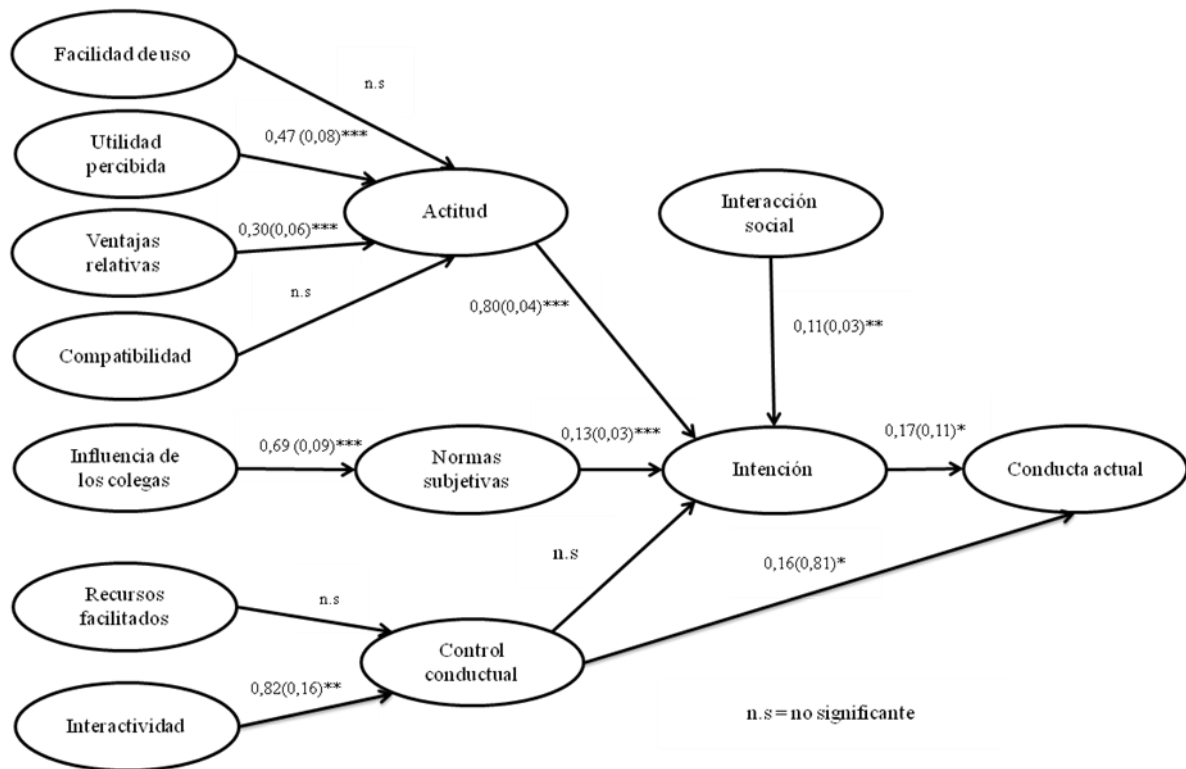 Facilidad de uso
n.s
Utilidad
percibida
0,47 (0,08)***
Actitud
Interacción
social
Ventajas
relativas
0,30(0,06)***
n.s
0,80(0,04)***
0,11(0,03)**
Compatibilidad
Influencia de
los colegas
0,69 (0,09)***
Normas
subjetivas
0,13(0,03)***
Intención
0,17(0,11)*
Conducta actual
n.s
0,16(0,81)*
Recursos
facilitados
n.s
Control
conductual
0,82(0,16)**
Interactividad
n.s = no significante